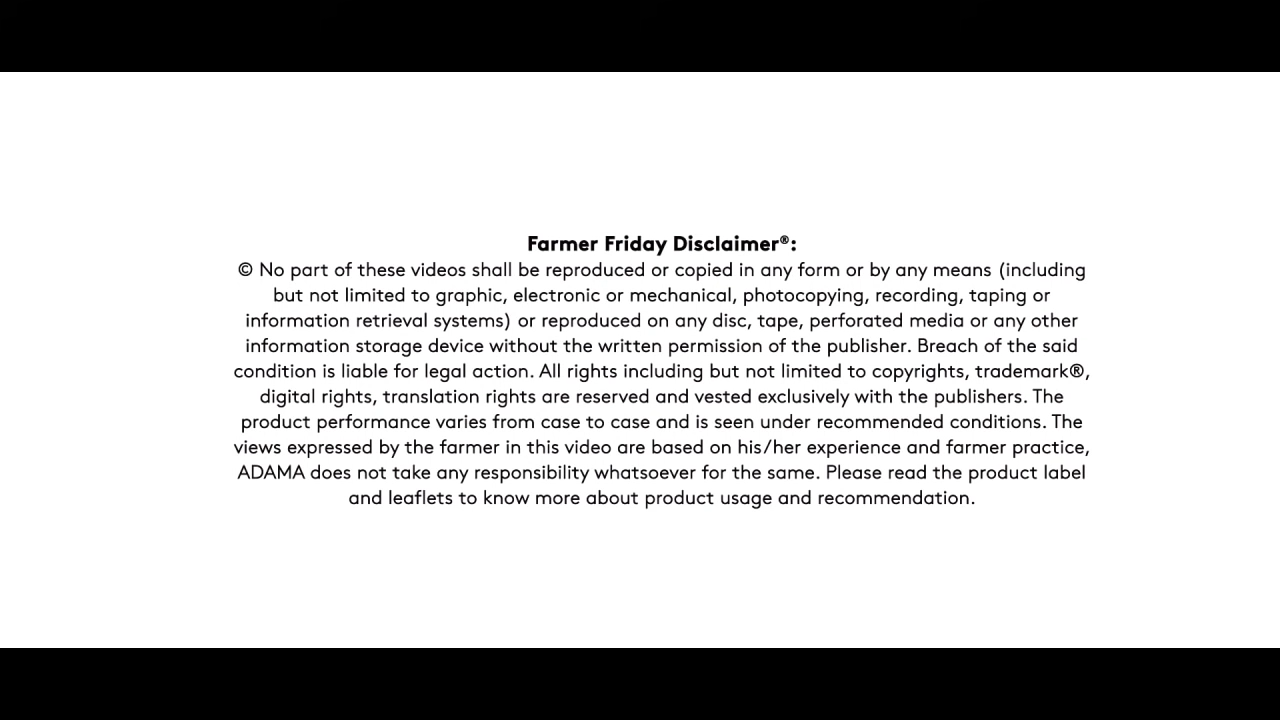 Farmer Friday Disclaimer®:
© No part of these videos shall be reproduced or copied in any form or by any means (including
but not limited to graphic, electronic or mechanical, photocopying, recording, taping or
information retrieval systems) or reproduced on any disc, tape, perforated media or any other
information storage device without the written permission of the publisher. Breach of the said
condition is liable for legal action. All rights including but not limited to copyrights, trademark®,
digital rights, translation rights are reserved and vested exclusively with the publishers. The
product performance varies from case to case and is seen under recommended conditions. The
views expressed by the farmer in this video are based on his/her experience and farmer practice,
ADAMA does not take any responsibility whatsoever for the same. Please read the product label
and leaflets to know more about product usage and recommendation.